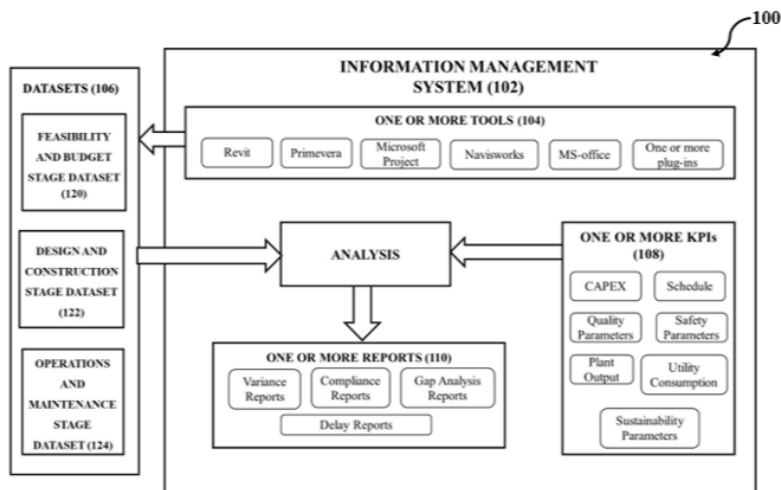 100
INFORMATION MANAGEMENT
SYSTEM (102)
DATASETS (106)
FEASIBILITY
AND BUDGET
STAGE DATASET
(120)
DESIGN AND
CONSTRUCTION
STAGE DATASET
(122)
OPERATIONS
AND
MAINTENANCE
STAGE
DATASET (124)
ONE OR MORE TOOLS (104)
Revit
Primevera
Microsoft
Project
Navisworks
MS-office
One or more
plug-ins
ANALYSIS
ONE OR MORE KPIs
(108)
CAPEX
Schedule
Quality
Parameters
Safety
Parameters
Plant
Output
Utility
Consumption
Sustainability
Parameters
ONE OR MORE REPORTS (110)
Variance
Reports
Compliance
Reports
Gap Analysis
Reports
Delay Reports